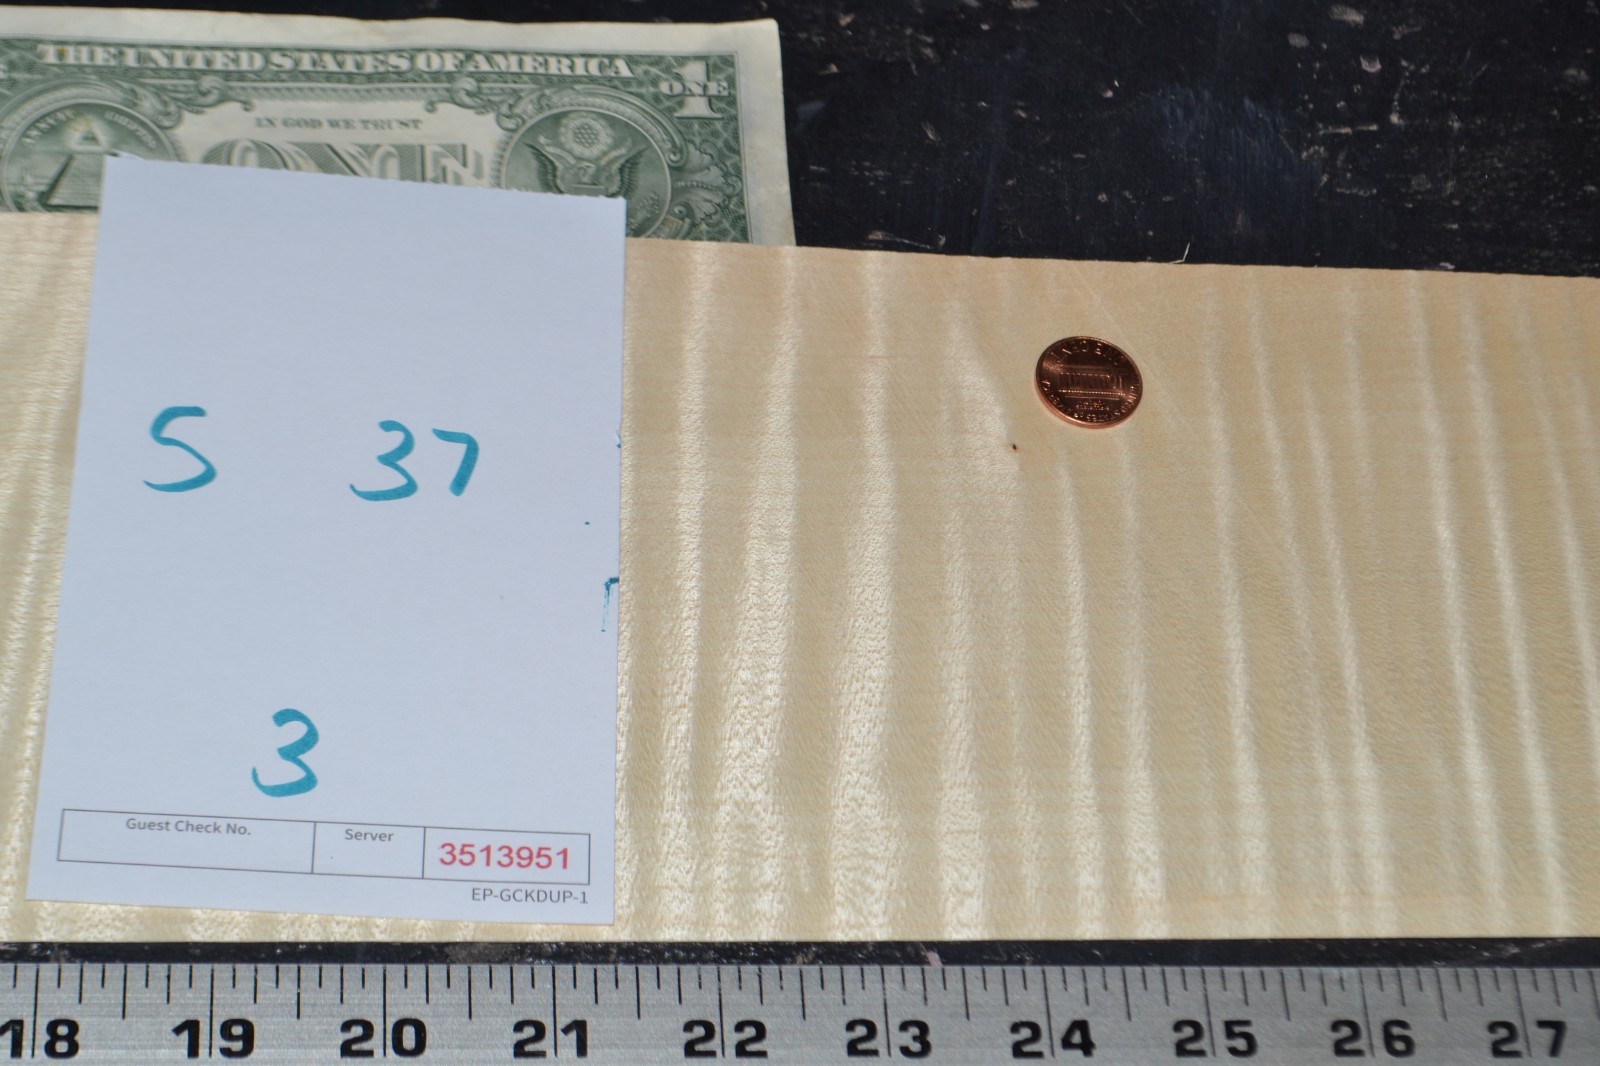 THE UNITED STATES OF AMERICA
1
ONE
IN GOD WE TRUST
ONE
5 37
3
Guest Check No. Server 3513951
EP-GCKDUP-1
18 19 20 21 22 23 24 25 26 27